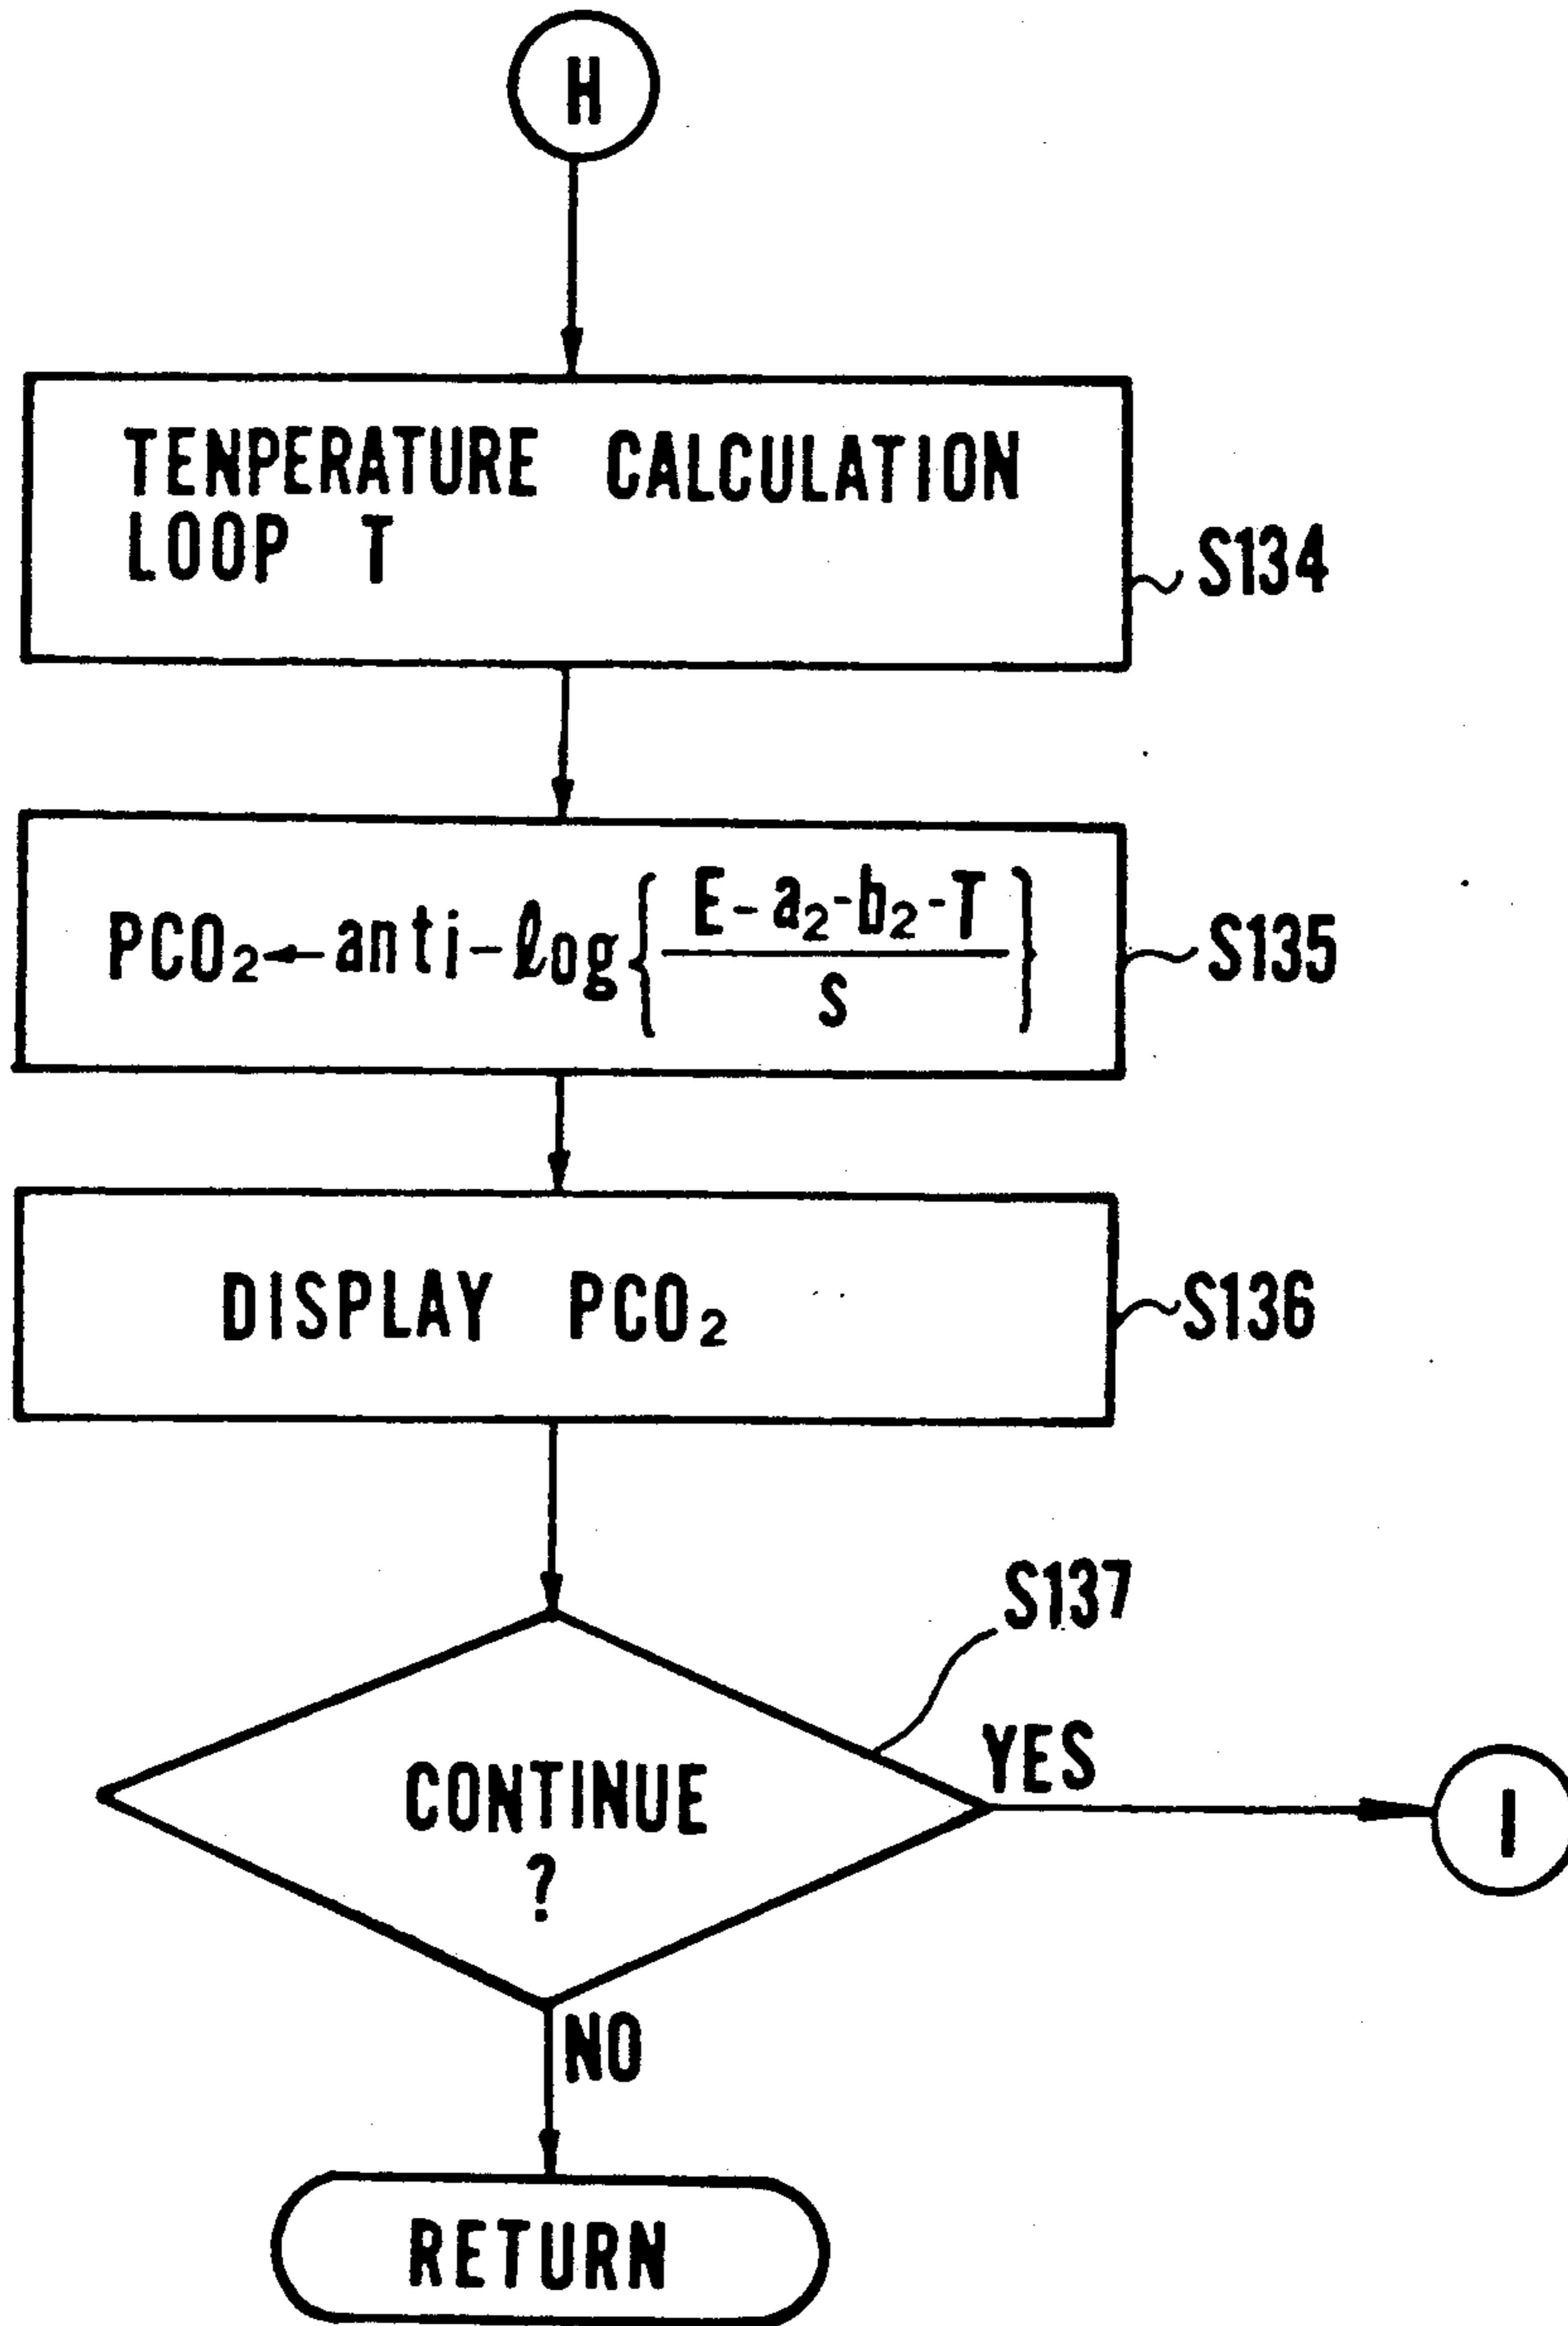 H
TENPERATURE CALCULATION
LOOP T
S134
PCO₂←anti-log{(E-a₂-b₂-T)/s}
S135
DISPLAY PCO₂
S136
S137
CONTINUE
?
YES
I
NO
RETURN